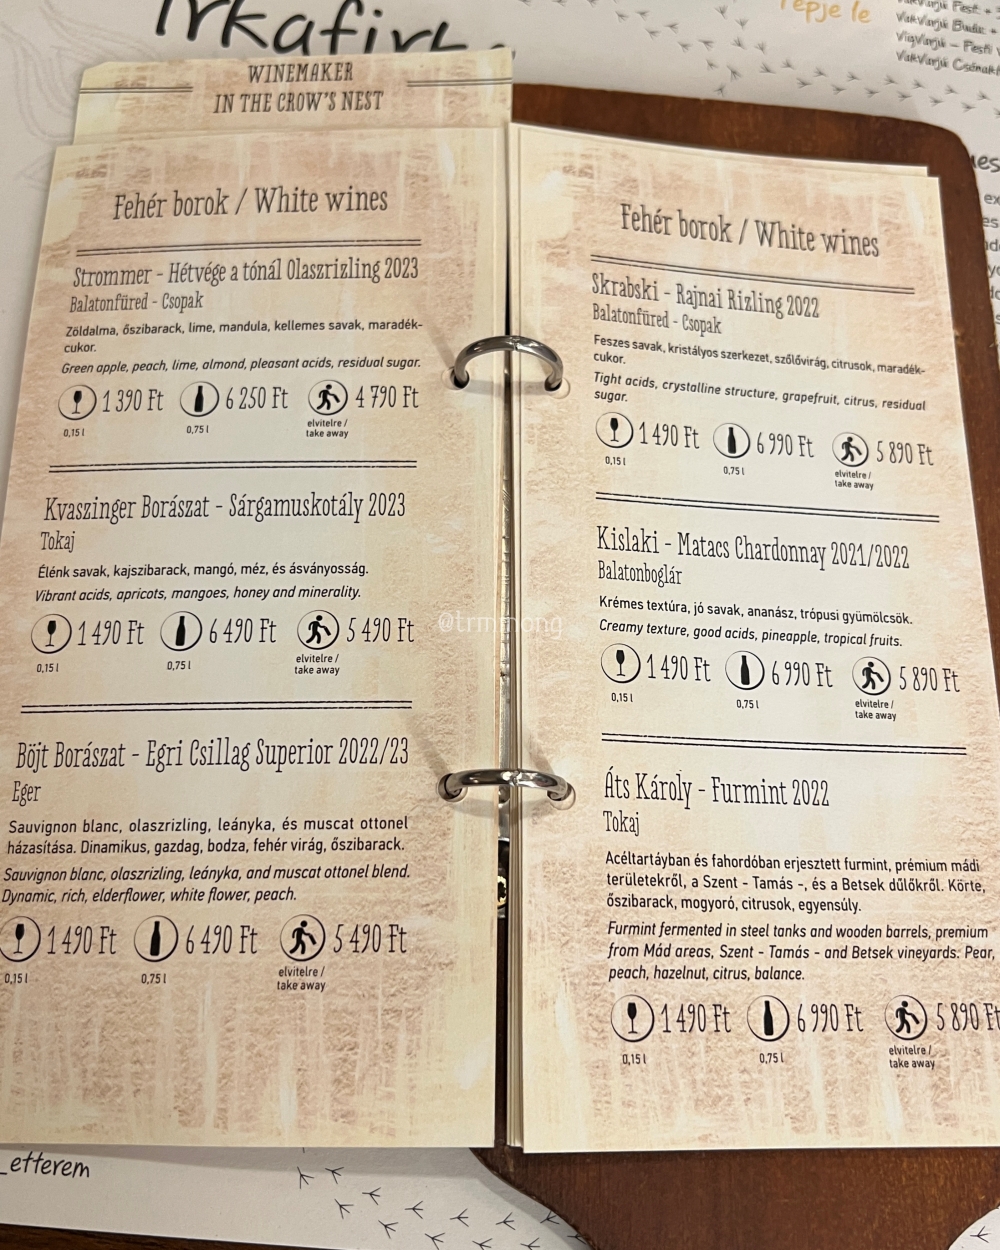 Irkafirka
tépje le
VakVarjú Buda
WINEMAKER
IN THE CROW'S NEST
Fehér borok / White wines
Strommer - Hétvége a tónál Olaszrizling 2023
Balatonfüred - Csopak
Zöldalma, őszibarack, lime, mandula, kellemes savak, maradék-
cukor.
Green apple, peach, lime, almond, pleasant acids, residual sugar.
1 390 Ft 6 250 Ft 4 790 Ft
0,15 l 0,75 l elvitelre /
take away
Kvaszinger Borászat - Sárgamuskotály 2023
Tokaj
Élénk savak, kajszibarack, mangó, méz, és ásványosság.
Vibrant acids, apricots, mangoes, honey and minerality.
1 490 Ft 6 490 Ft 5 490 Ft
0,15 l 0,75 l elvitelre /
take away
Böjt Borászat - Egri Csillag Superior 2022/23
Eger
Sauvignon blanc, olaszrizling, leányka, és muscat ottonel
házasítása. Dinamikus, gazdag, bodza, fehér virág, őszibarack.
Sauvignon blanc, olaszrizling, leányka, and muscat ottonel blend.
Dynamic, rich, elderflower, white flower, peach.
1 490 Ft 6 490 Ft 5 490 Ft
0,15 l 0,75 l elvitelre /
take away
Fehér borok / White wines
Skrabski - Rajnai Rizling 2022
Balatonfüred - Csopak
Feszes savak, kristályos szerkezet, szőlővirág, citrusok, maradék-
cukor.
Tight acids, crystalline structure, grapefruit, citrus, residual
sugar.
1 490 Ft 6 990 Ft 5 890 Ft
0,15 l 0,75 l elvitelre /
take away
Kislaki - Matacs Chardonnay 2021/2022
Balatonboglár
Krémes textúra, jó savak, ananász, trópusi gyümölcsök.
Creamy texture, good acids, pineapple, tropical fruits.
1 490 Ft 6 990 Ft 5 890 Ft
0,15 l 0,75 l elvitelre /
take away
Áts Károly - Furmint 2022
Tokaj
Acéltartáyban és fahordóban erjesztett furmint, prémium mádi
területekről, a Szent - Tamás -, és a Betsek dűlőkről. Körte,
őszibarack, mogyoró, citrusok, egyensúly.
Furmint fermented in steel tanks and wooden barrels, premium
from Mád areas, Szent - Tamás - and Betsek vineyards. Pear,
peach, hazelnut, citrus, balance.
1 490 Ft 6 990 Ft 5 890 Ft
0,15 l 0,75 l elvitelre /
take away
_etterem